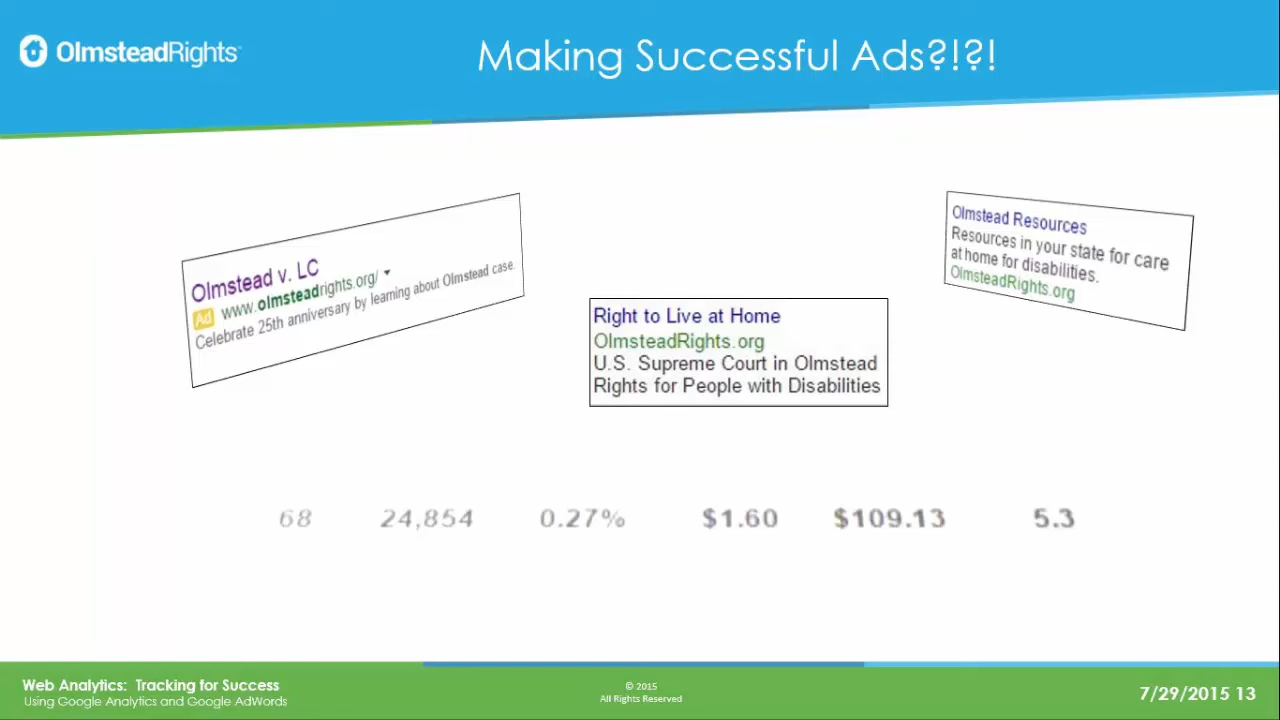 OlmsteadRights
Making Successful Ads?!?!
Olmstead v. LC
Ad www.olmsteadrights.org/
Celebrate 25th anniversary by learning about Olmstead case.
Right to Live at Home
OlmsteadRights.org
U.S. Supreme Court in Olmstead
Rights for People with Disabilities
Olmstead Resources
Resources in your state for care
at home for disabilities.
OlmsteadRights.org
68 24,854 0.27% $1.60 $109.13 5.3
Web Analytics: Tracking for Success
Using Google Analytics and Google AdWords
© 2015
All Rights Reserved
7/29/2015 13